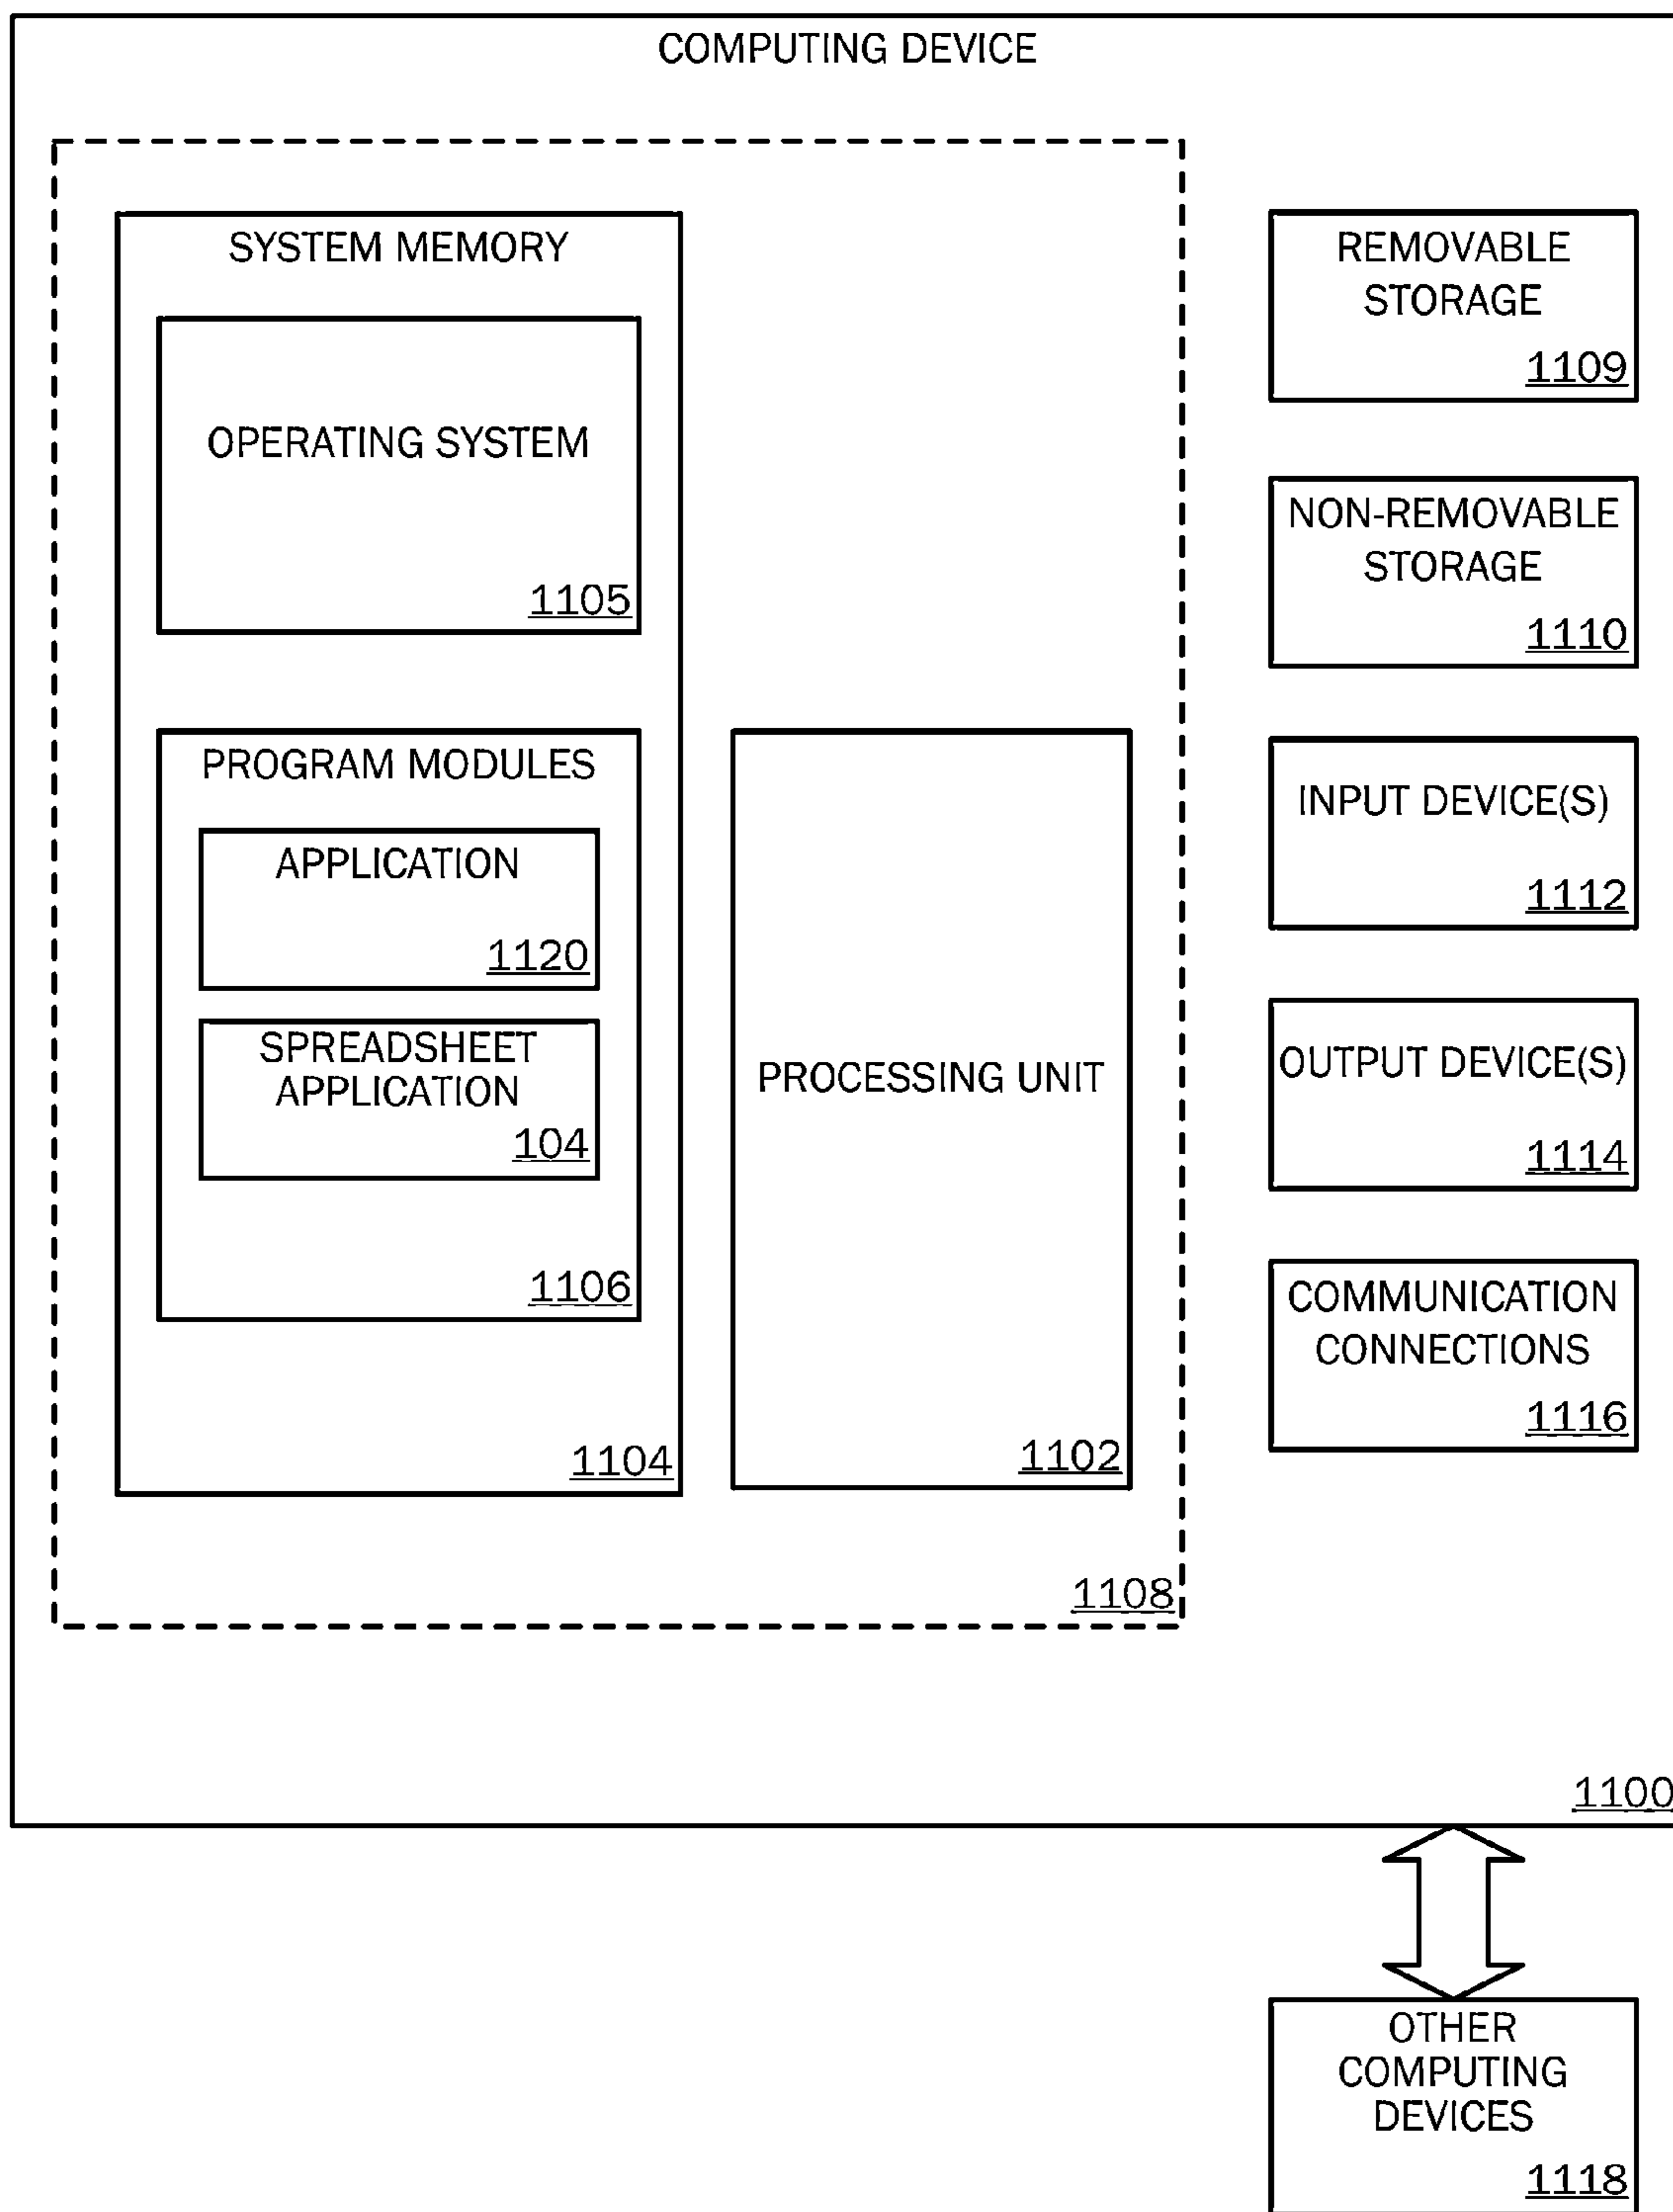 COMPUTING DEVICE
SYSTEM MEMORY
OPERATING SYSTEM
1105
PROGRAM MODULES
APPLICATION
1120
SPREADSHEET
APPLICATION
104
1106
1104
PROCESSING UNIT
1102
1108
REMOVABLE
STORAGE
1109
NON-REMOVABLE
STORAGE
1110
INPUT DEVICE(S)
1112
OUTPUT DEVICE(S)
1114
COMMUNICATION
CONNECTIONS
1116
1100
OTHER
COMPUTING
DEVICES
1118